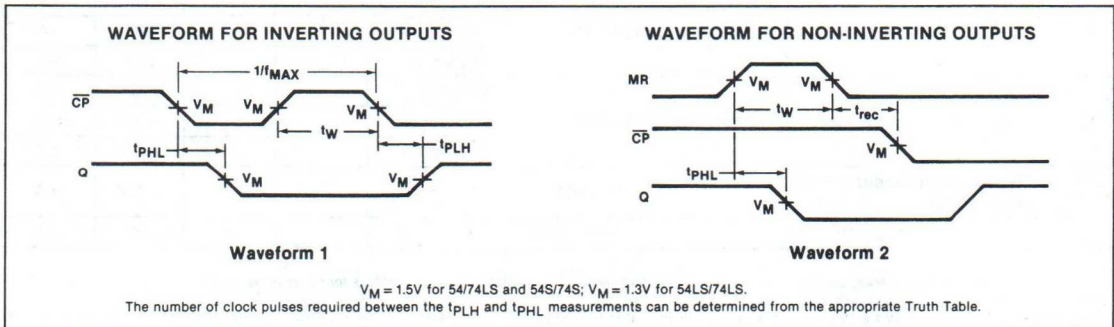 WAVEFORM FOR INVERTING OUTPUTS
1/fMAX
CP
VM VM VM
tW
tPHL tPLH
Q
VM VM
Waveform 1
WAVEFORM FOR NON-INVERTING OUTPUTS
MR
VM VM
tW trec
CP
VM
tPHL
Q
VM
Waveform 2
VM = 1.5V for 54/74LS and 54S/74S; VM = 1.3V for 54LS/74LS.
The number of clock pulses required between the tPLH and tPHL measurements can be determined from the appropriate Truth Table.